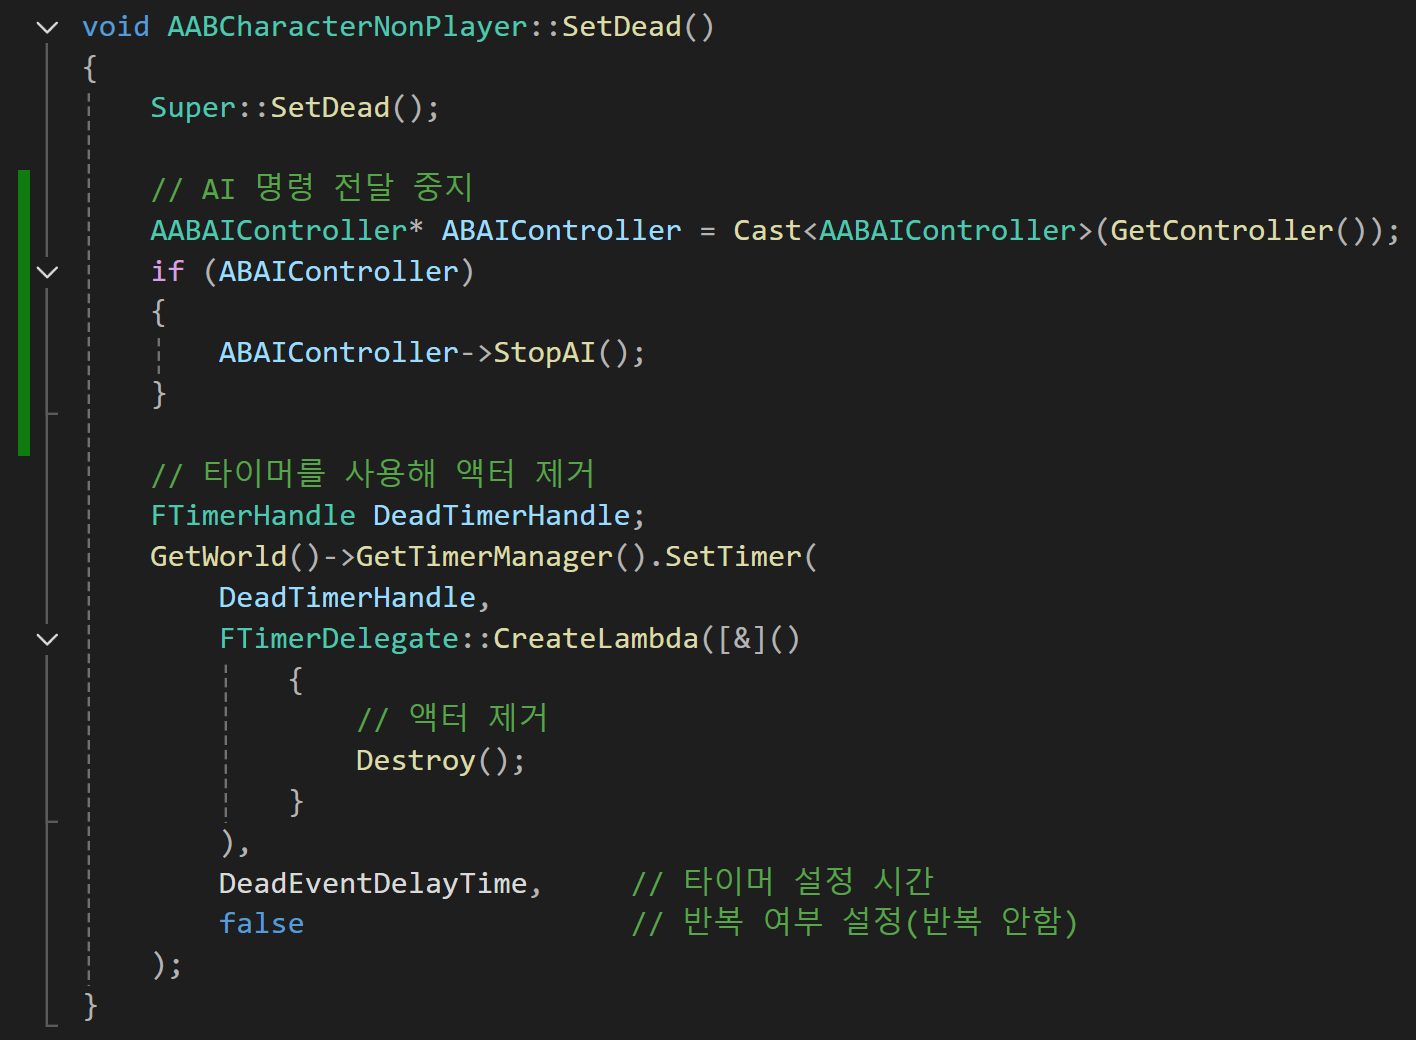 void AABCharacterNonPlayer::SetDead()
{
    Super::SetDead();

    // AI 명령 전달 중지
    AABAIController* ABAIController = Cast<AABAIController>(GetController());
    if (ABAIController)
    {
        ABAIController->StopAI();
    }

    // 타이머를 사용해 액터 제거
    FTimerHandle DeadTimerHandle;
    GetWorld()->GetTimerManager().SetTimer(
        DeadTimerHandle,
        FTimerDelegate::CreateLambda([&]()
            {
                // 액터 제거
                Destroy();
            }
        ),
        DeadEventDelayTime,     // 타이머 설정 시간
        false                   // 반복 여부 설정(반복 안함)
    );
}